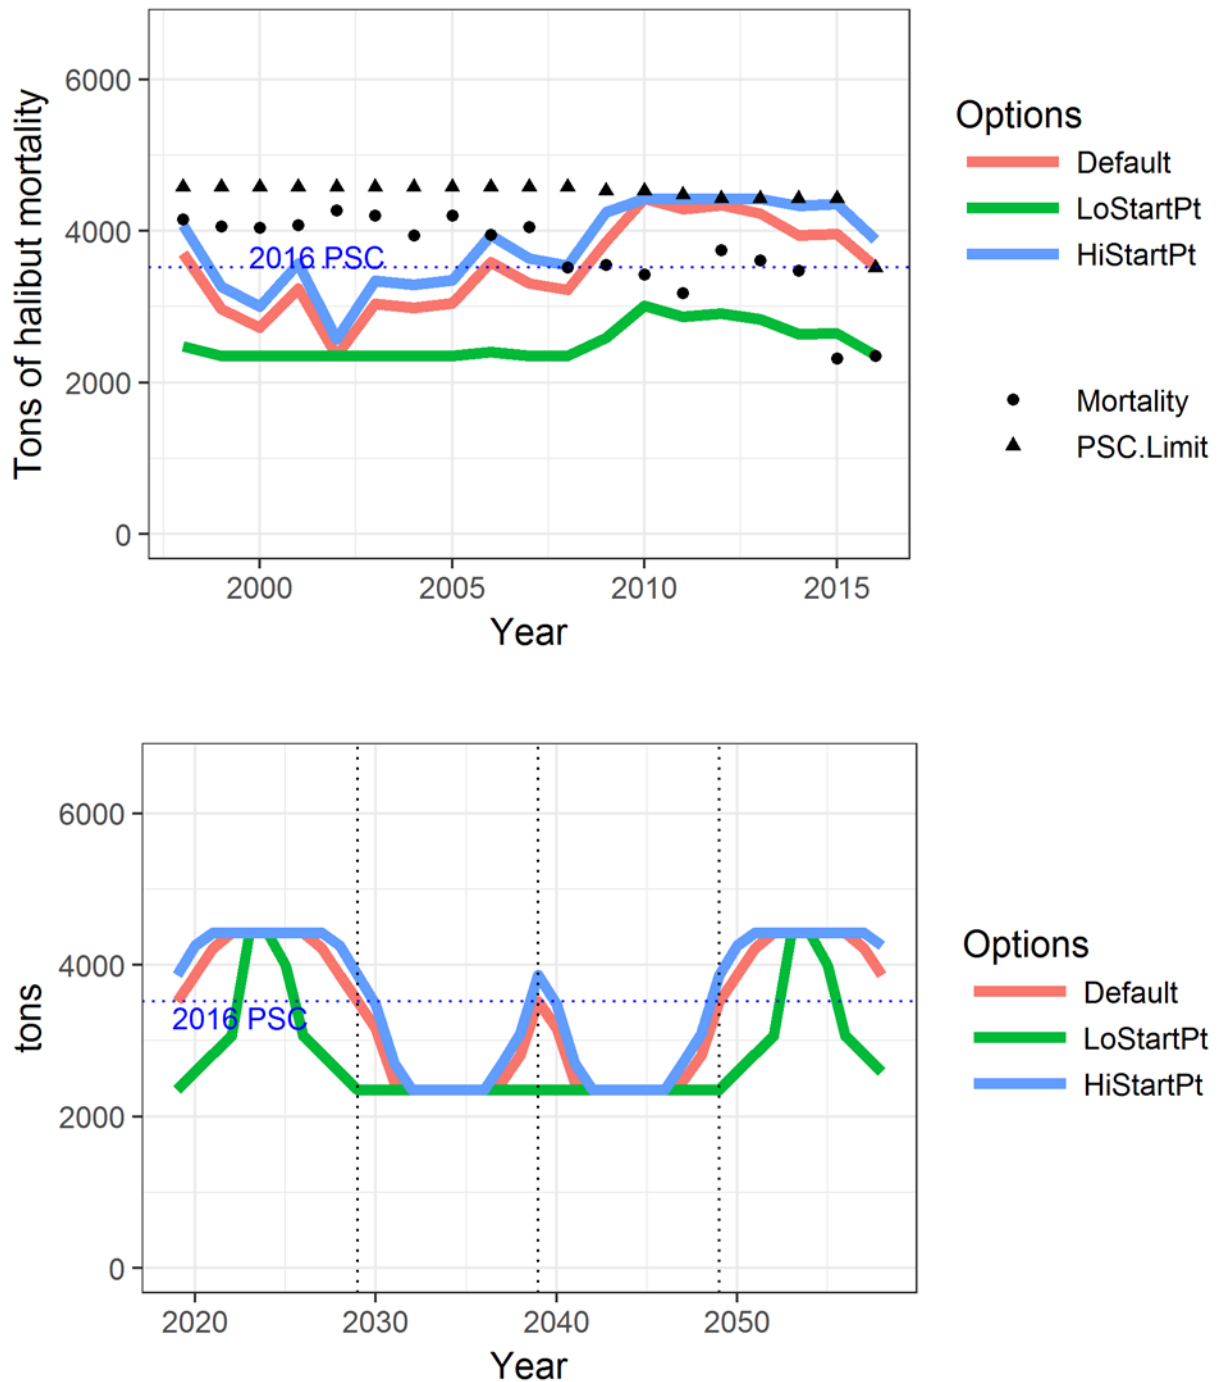 Tons of halibut mortality
6000
4000
2000
0
2016 PSC
2000
2005
2010
2015
Year
Options
Default
LoStartPt
HiStartPt
Mortality
PSC.Limit
tons
6000
4000
2000
0
2016 PSC
2020
2030
2040
2050
Year
Options
Default
LoStartPt
HiStartPt